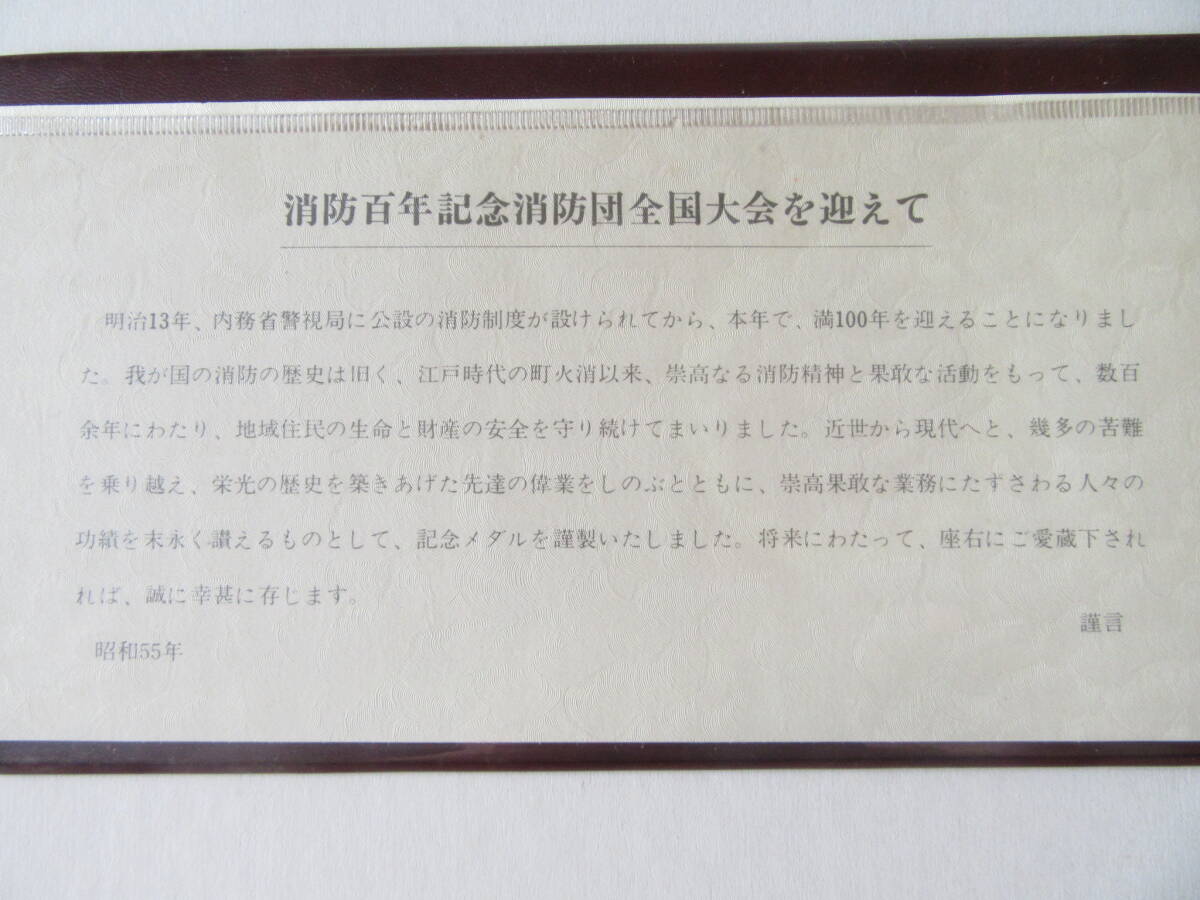 消防百年記念消防団全国大会を迎えて
明治13年、内務省警視局に公設の消防制度が設けられてから、本年で、満100年を迎えることになりまし
た。我が国の消防の歴史は旧く、江戸時代の町火消以来、崇高なる消防精神と果敢な活動をもって、数百
余年にわたり、地域住民の生命と財産の安全を守り続けてまいりました。近世から現代へと、幾多の苦難
を乗り越え、栄光の歴史を築きあげた先達の偉業をしのぶとともに、崇高果敢な業務にたずさわる人々の
功績を末永く讃えるものとして、記念メダルを謹製いたしました。将来にわたって、座右にご愛蔵下され
れば、誠に幸甚に存じます。
謹言
昭和55年